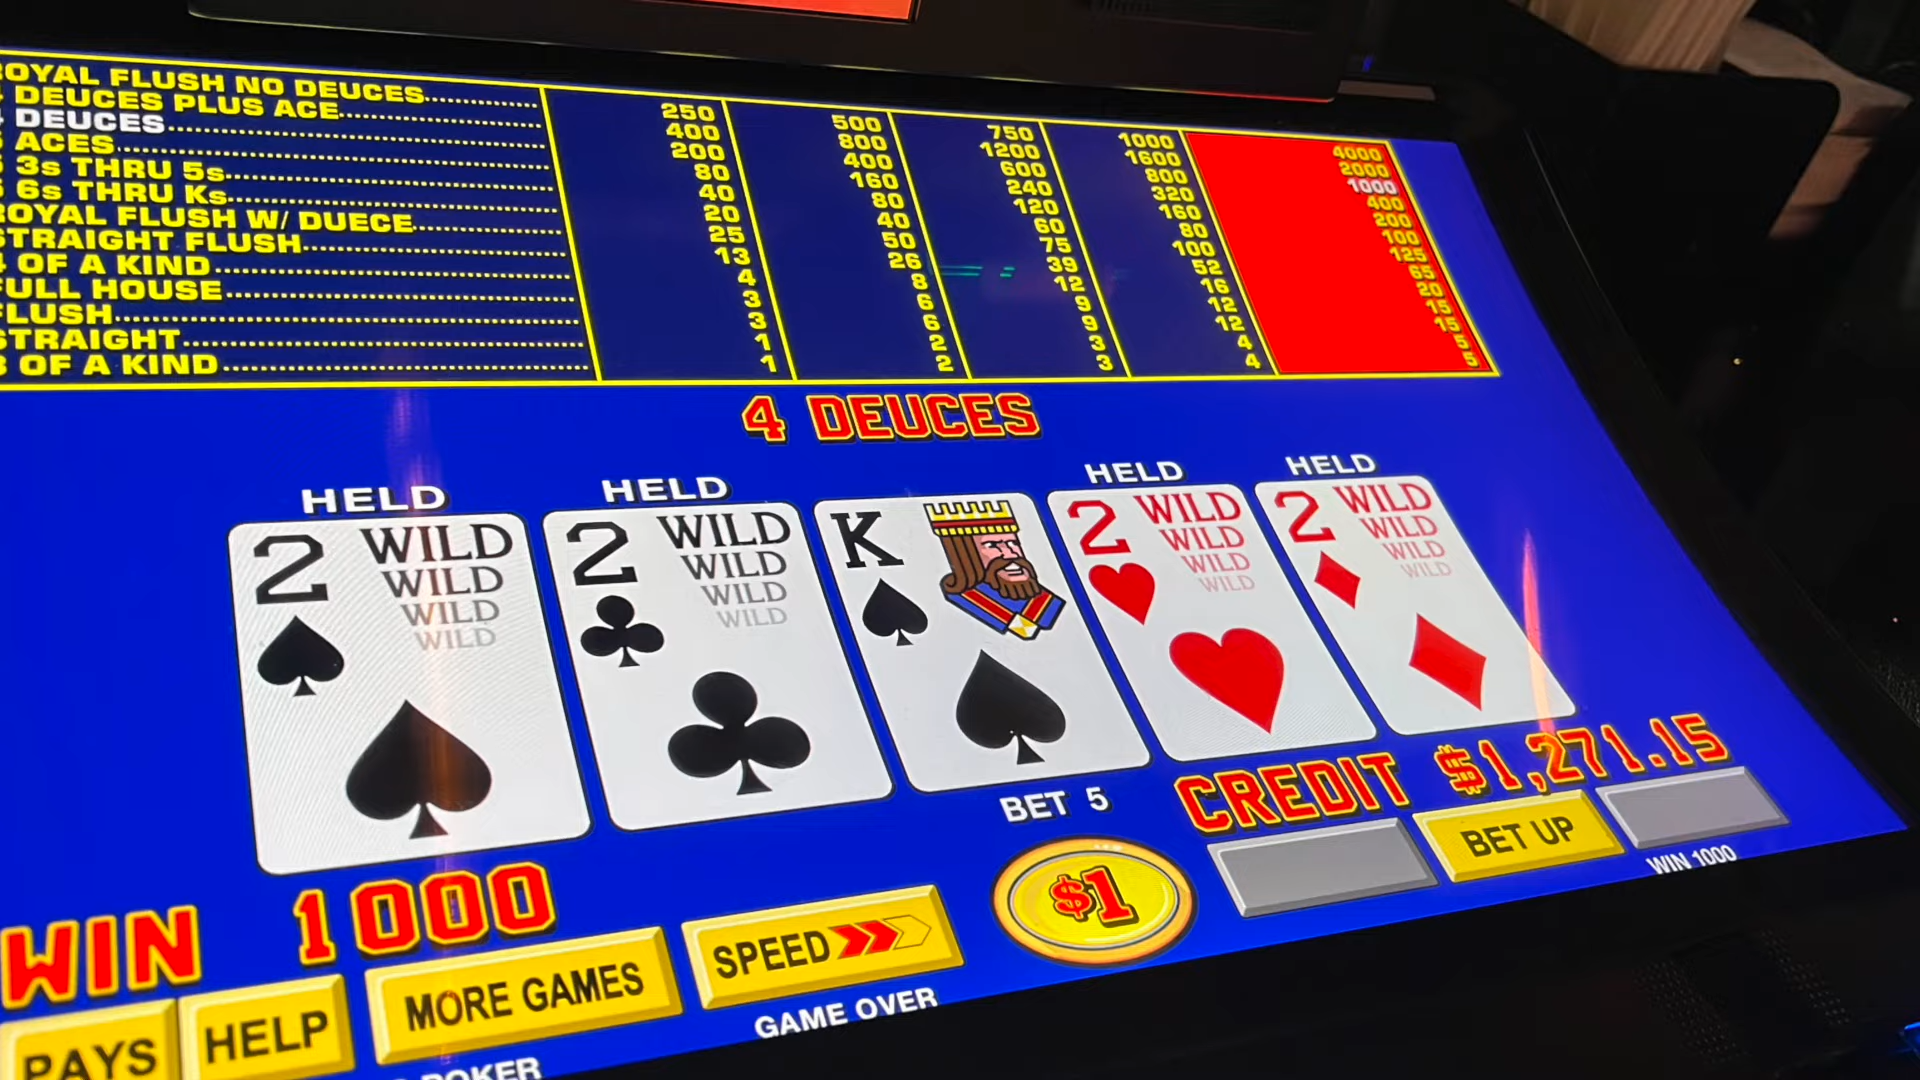 OYAL FLUSH NO DEUCES 250 500 750 1000 4000
DEUCES PLUS ACE 400 800 1200 1600 2000
DEUCES 200 400 600 800 1000
ACES 80 160 240 320 400
3s THRU 5s 40 80 120 160 200
6s THRU Ks 20 40 60 80 100
ROYAL FLUSH W/ DUECE 25 50 75 100 125
STRAIGHT FLUSH 13 26 39 52 65
4 OF A KIND 4 8 12 16 20
FULL HOUSE 3 6 9 12 15
FLUSH 3 6 9 12 15
STRAIGHT 1 2 3 4 5
3 OF A KIND 1 2 3 4 5
4 DEUCES
HELD HELD HELD HELD
2 WILD WILD WILD WILD
2 WILD WILD WILD WILD
K
2 WILD WILD WILD WILD
2 WILD WILD WILD WILD
BET 5
CREDIT $1,271.15
WIN 1000
$1
BET UP
WIN 1000
PAYS
HELP
MORE GAMES
SPEED
GAME OVER
POKER